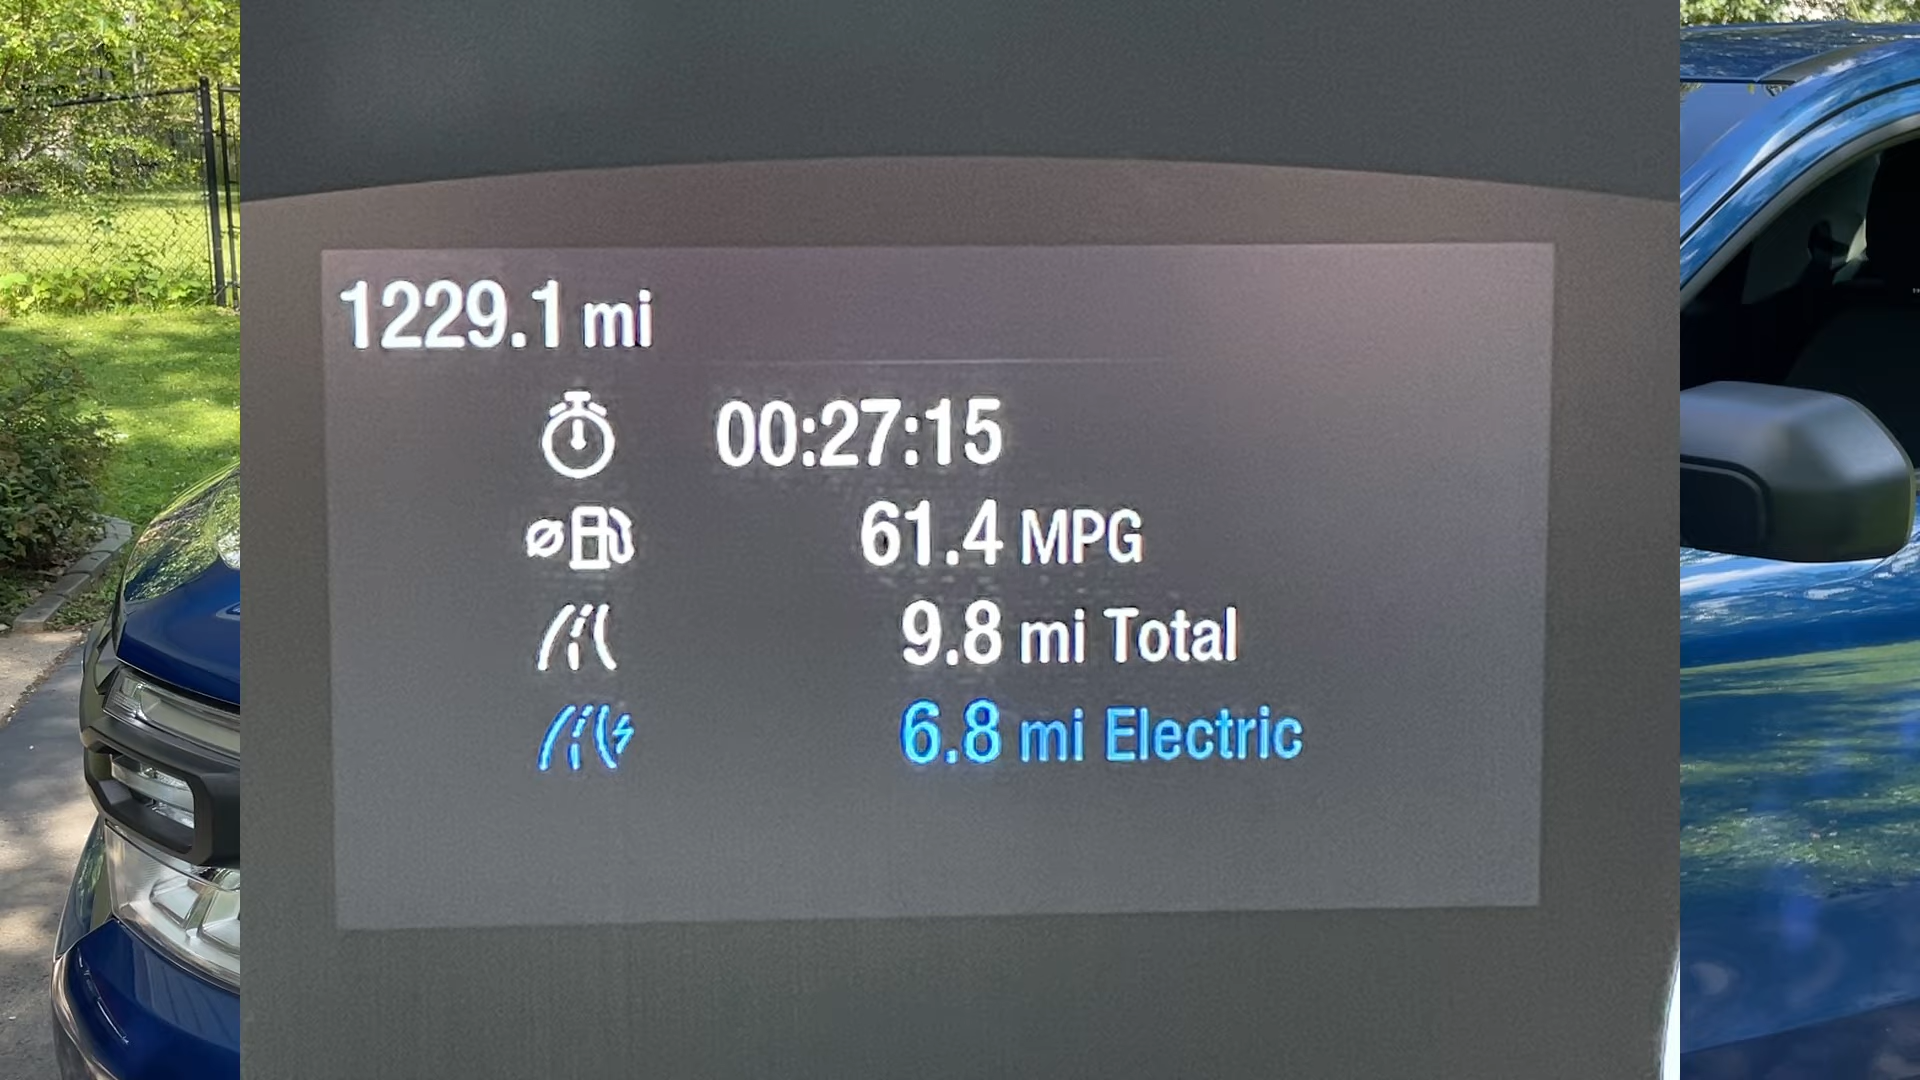 1229.1 mi
00:27:15
61.4 MPG
9.8 mi Total
6.8 mi Electric